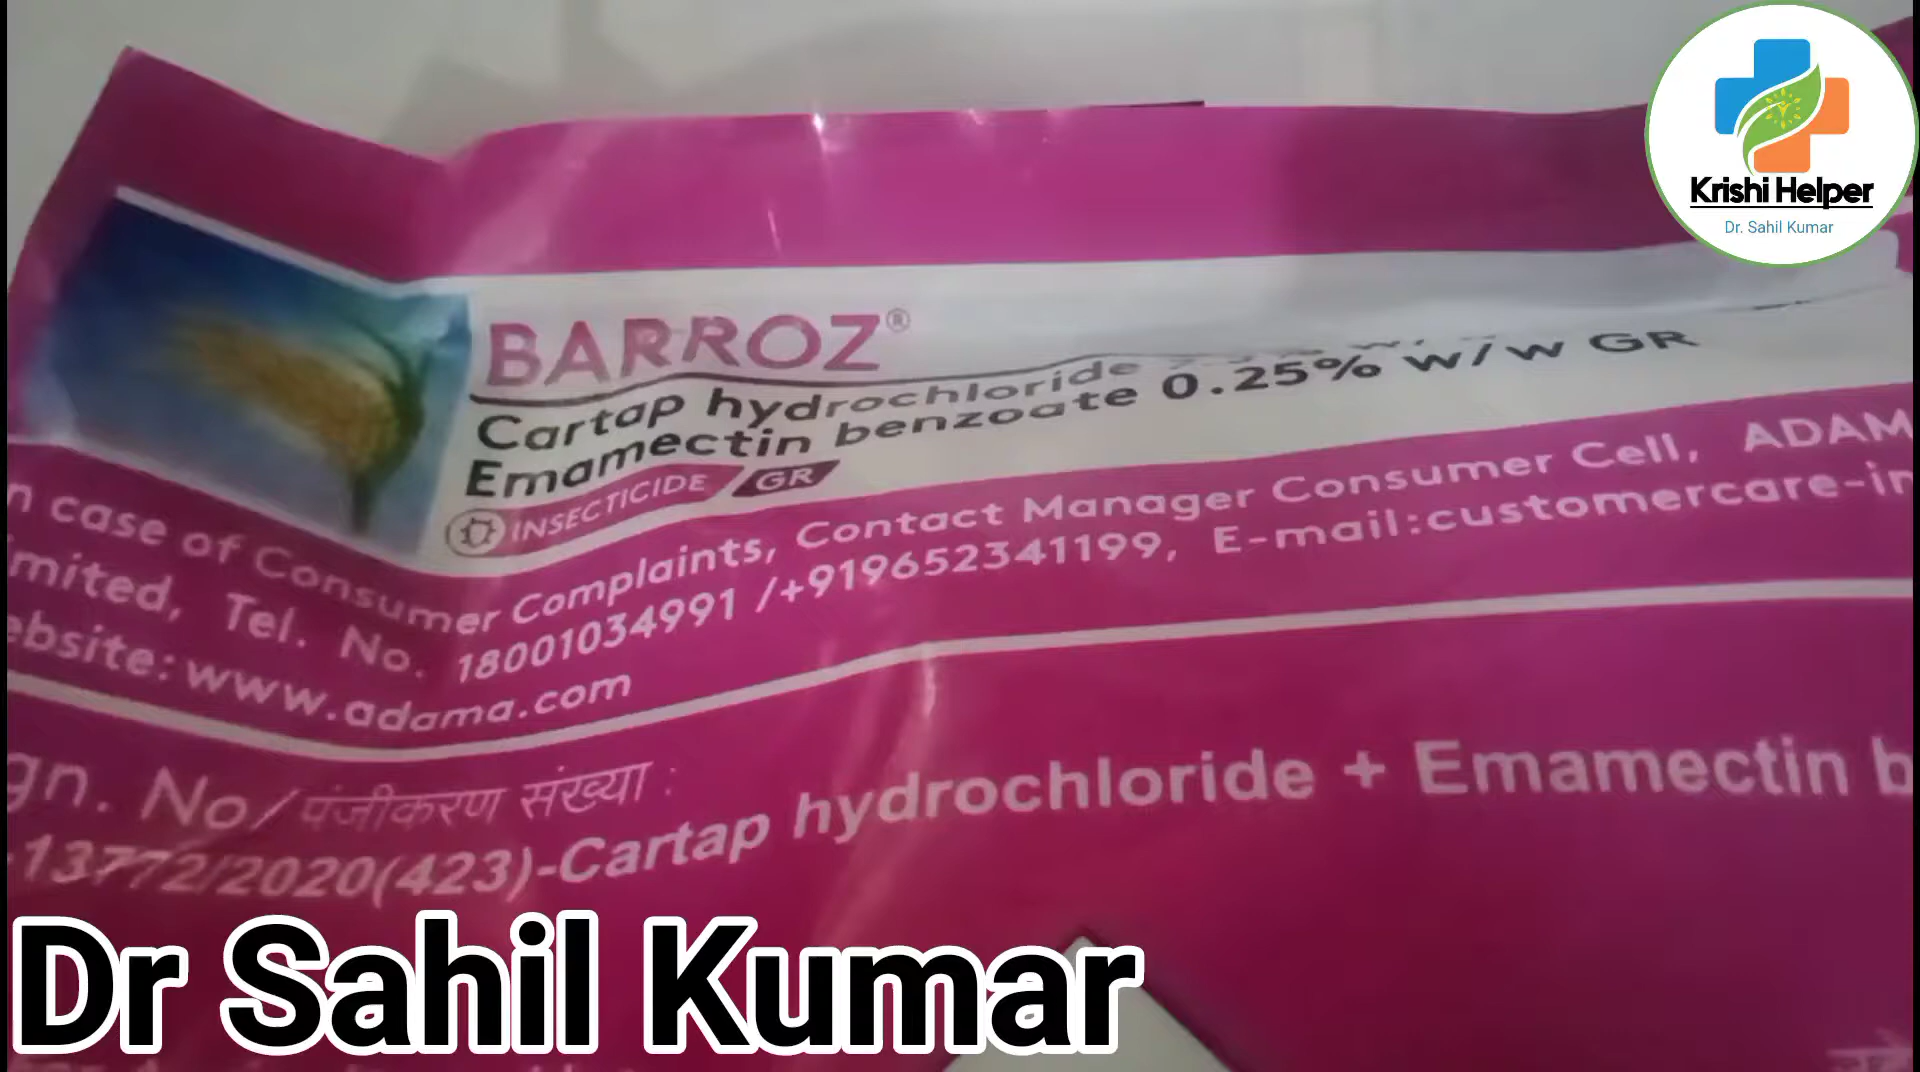 Krishi Helper
Dr. Sahil Kumar
BARROZ®
Cartap hydrochloride
Emamectin benzoate 0.25% w/w GR
INSECTICIDE GR
case of Consumer Complaints, Contact Manager Consumer Cell, ADAM
mited, Tel. No. 18001034991 /+919652341199, E-mail:customercare-in
ebsite: www.adama.com
gn. No/ पंजीकरण संख्या :
-13772/2020(423)-Cartap hydrochloride + Emamectin b
Dr Sahil Kumar